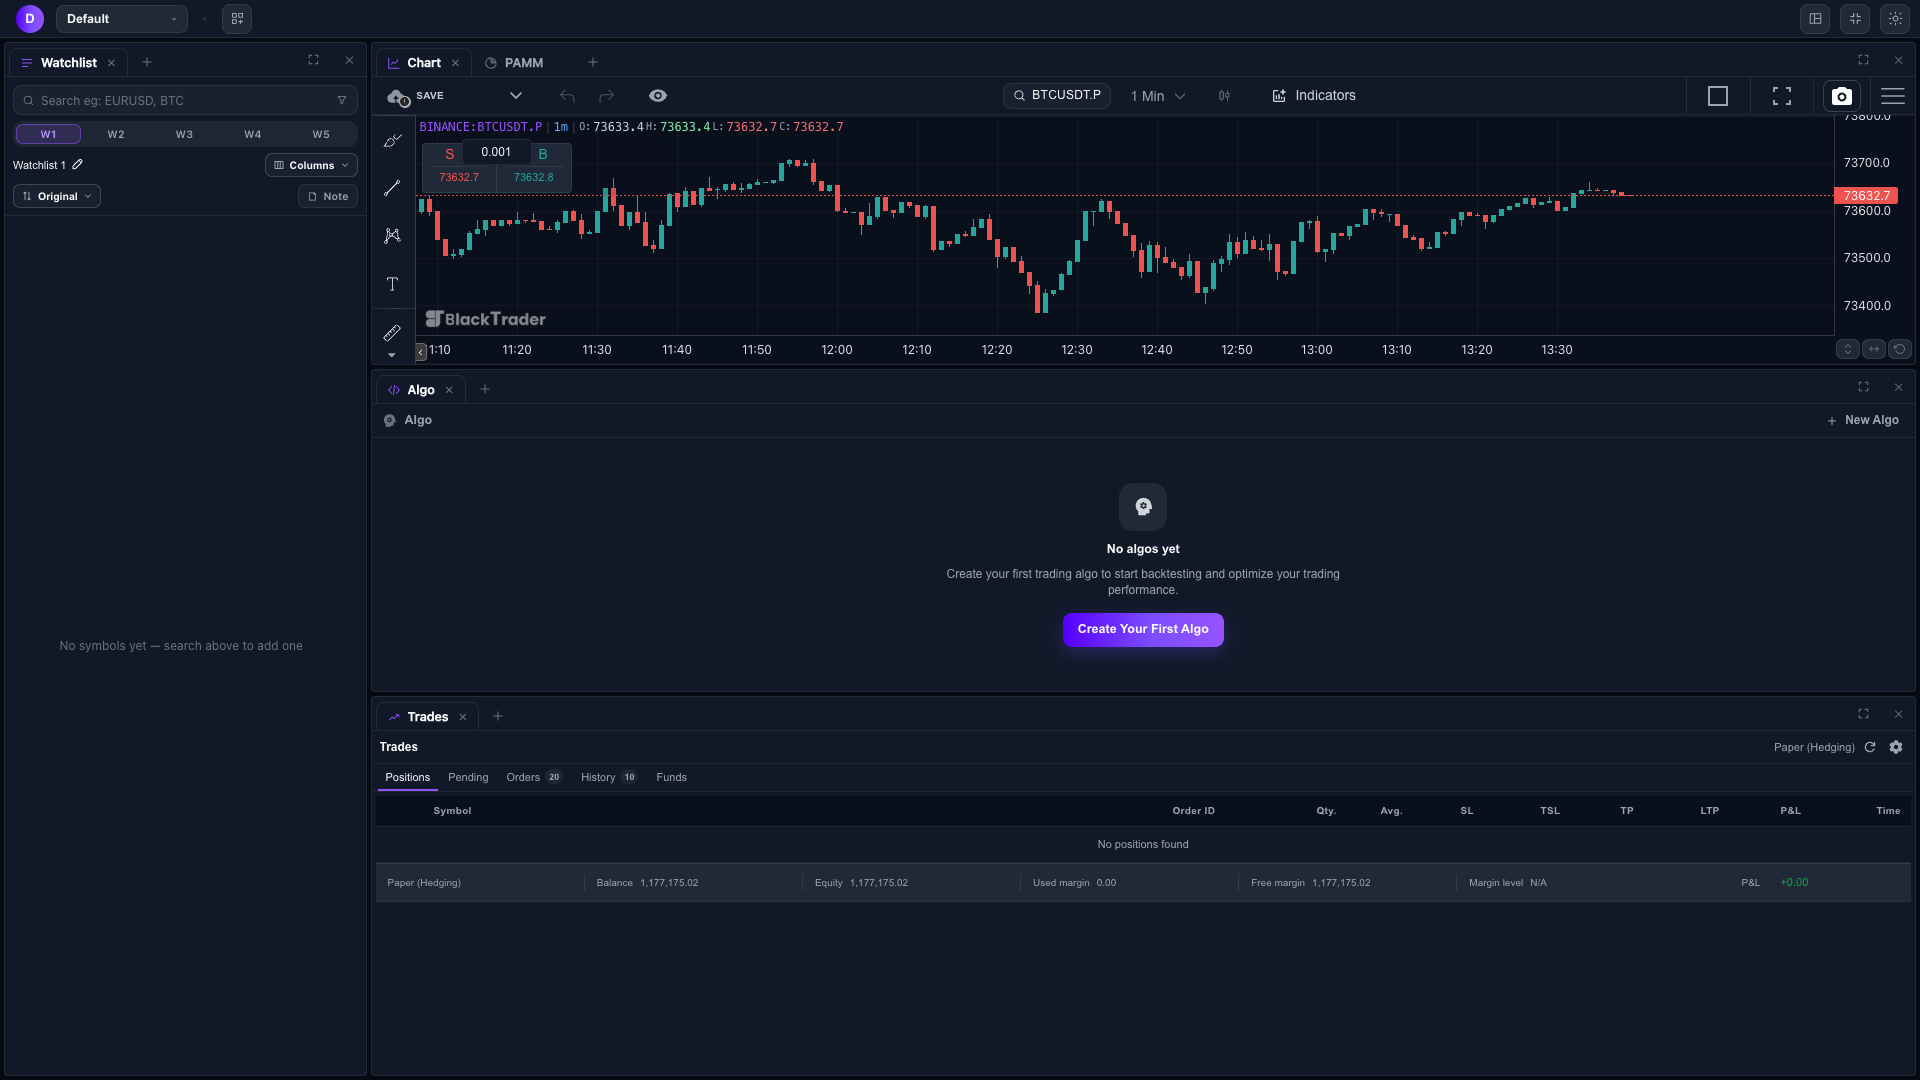 D
Default
Watchlist
Search eg: EURUSD, BTC
W1
W2
W3
W4
W5
Watchlist 1
Columns
Original
Note
No symbols yet — search above to add one
Chart
PAMM
SAVE
BTCUSDT.P
1 Min
Indicators
BINANCE:BTCUSDT.P | 1m | O: 73633.4 H: 73633.4 L: 73632.7 C: 73632.7
S
0.001
B
73632.7
73632.8
BlackTrader
73800.0
73700.0
73632.7
73600.0
73500.0
73400.0
1:10
11:20
11:30
11:40
11:50
12:00
12:10
12:20
12:30
12:40
12:50
13:00
13:10
13:20
13:30
Algo
Algo
New Algo
No algos yet
Create your first trading algo to start backtesting and optimize your trading
performance.
Create Your First Algo
Trades
Trades
Paper (Hedging)
Positions
Pending
Orders 20
History 10
Funds
Symbol
Order ID
Qty.
Avg.
SL
TSL
TP
LTP
P&L
Time
No positions found
Paper (Hedging)
Balance 1,177,175.02
Equity 1,177,175.02
Used margin 0.00
Free margin 1,177,175.02
Margin level N/A
P&L +0.00